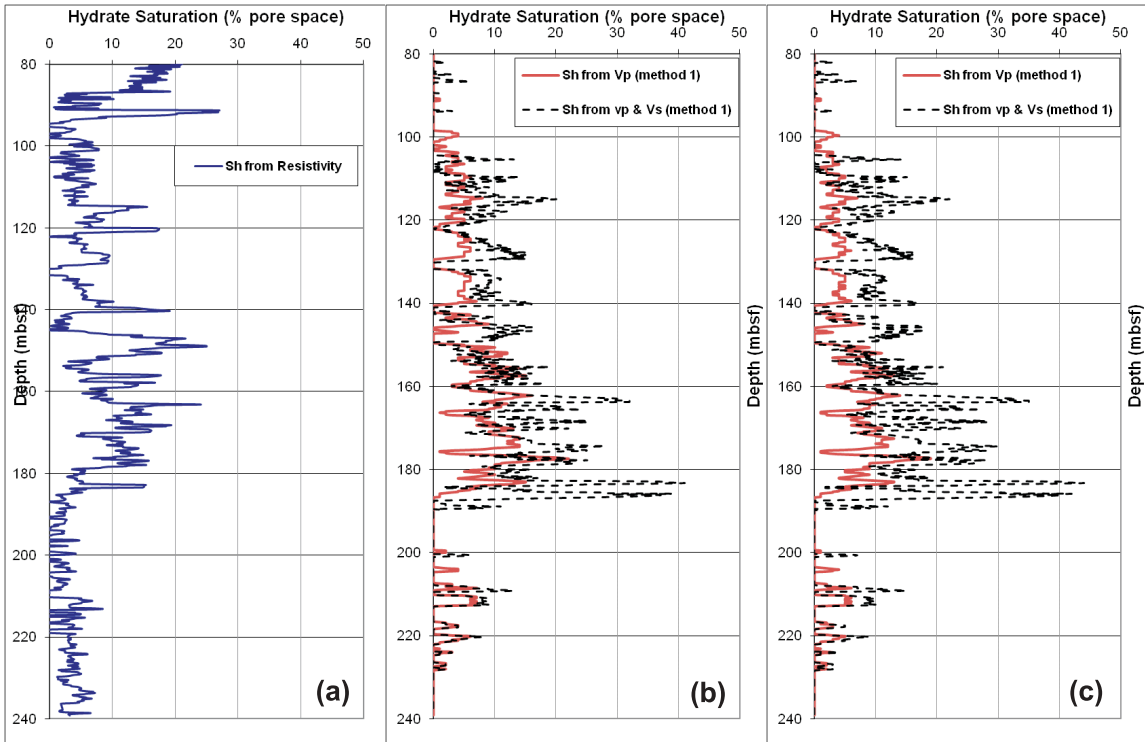 Hydrate Saturation (% pore space)
0 10 20 30 40 50
80
100
120
140
160
180
200
220
240
Depth (mbsf)
Sh from Resistivity
(a)
Hydrate Saturation (% pore space)
0 10 20 30 40 50
80
100
120
140
160
180
200
220
240
Sh from Vp (method 1)
Sh from vp & Vs (method 1)
(b)
Depth (mbsf)
Hydrate Saturation (% pore space)
0 10 20 30 40 50
80
100
120
140
160
180
200
220
240
Sh from Vp (method 1)
Sh from vp & Vs (method 1)
(c)
Depth (mbsf)